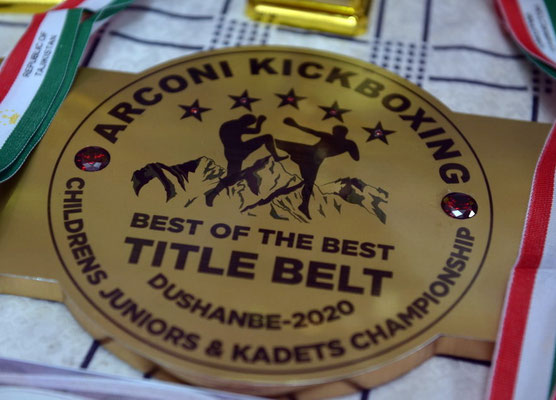 REPUBLIC OF
TAJIKISTAN
ARCONI KICKBOXING
BEST OF THE BEST
TITLE BELT
DUSHANBE-2020
CHILDRENS JUNIORS & KADETS CHAMPIONSHIP